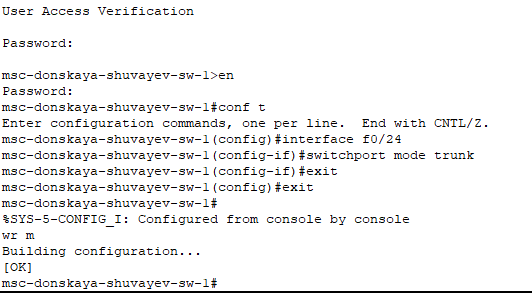 User Access Verification
Password:
msc-donskaya-shuvayev-sw-1>en
Password:
msc-donskaya-shuvayev-sw-1#conf t
Enter configuration commands, one per line.  End with CNTL/Z.
msc-donskaya-shuvayev-sw-1(config)#interface f0/24
msc-donskaya-shuvayev-sw-1(config-if)#switchport mode trunk
msc-donskaya-shuvayev-sw-1(config-if)#exit
msc-donskaya-shuvayev-sw-1(config)#exit
msc-donskaya-shuvayev-sw-1#
%SYS-5-CONFIG_I: Configured from console by console
wr m
Building configuration...
[OK]
msc-donskaya-shuvayev-sw-1#